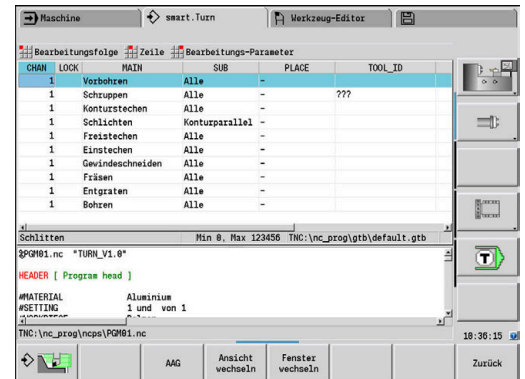 Maschine
smart.Turn
Werkzeug-Editor
Bearbeitungsfolge Zeile Bearbeitungs-Parameter
CHAN LOCK MAIN SUB PLACE TOOL_ID
1 Vorbohren Alle -
1 Schruppen Alle - ???
1 Konturstechen Alle -
1 Schlichten Konturparallel -
1 Freistechen Alle -
1 Einstechen Alle -
1 Gewindeschneiden Alle -
1 Fräsen Alle -
1 Entgraten Alle -
1 Bohren Alle -
Schlitten Min 0, Max 123456 TNC:\nc_prog\gtb\default.gtb
PGM01.nc "TURN_V1.0"
HEADER [ Program head ]
#MATERIAL Aluminium
#SETTING 1 und von 1
TNC:\nc_prog\ncps\PGM01.nc
T
18:36:15
AAG
Ansicht wechseln
Fenster wechseln
Zurück